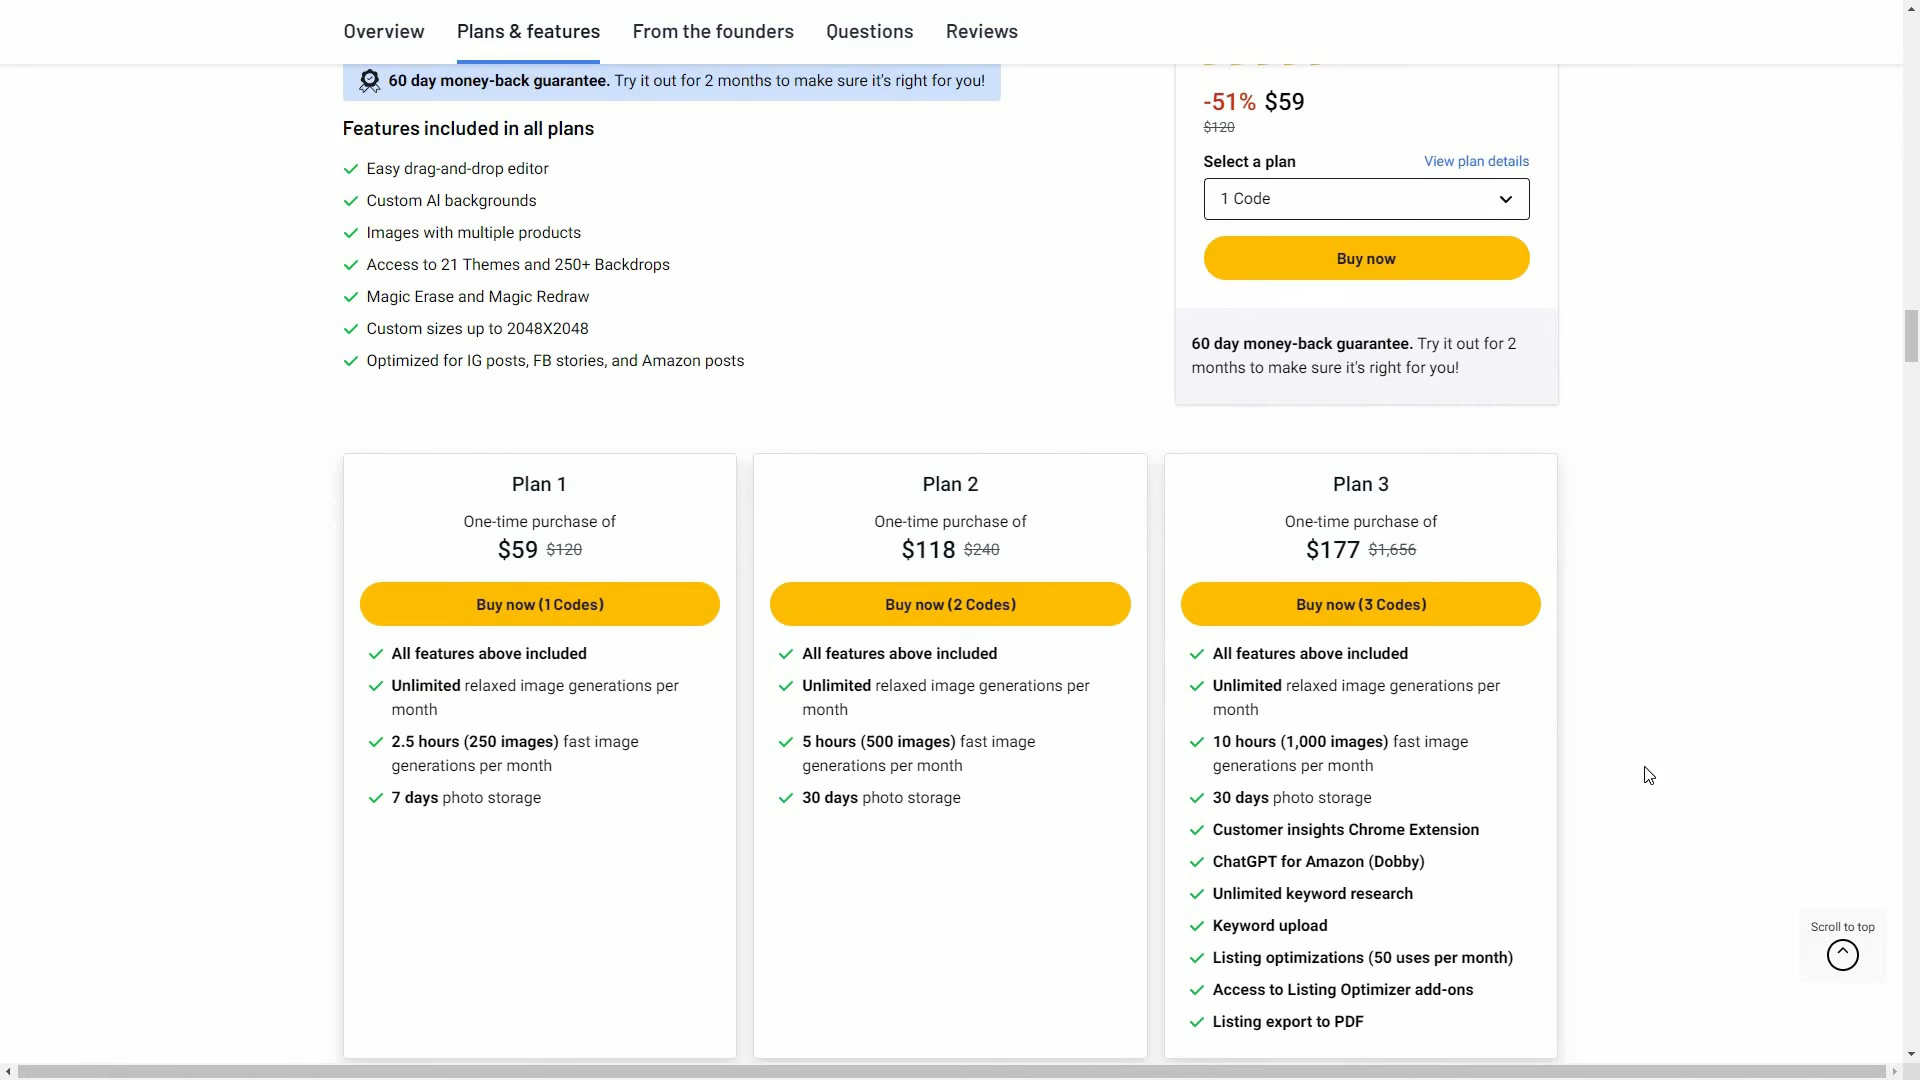 Overview Plans & features From the founders Questions Reviews
60 day money-back guarantee. Try it out for 2 months to make sure it's right for you!
Features included in all plans
Easy drag-and-drop editor
Custom AI backgrounds
Images with multiple products
Access to 21 Themes and 250+ Backdrops
Magic Erase and Magic Redraw
Custom sizes up to 2048X2048
Optimized for IG posts, FB stories, and Amazon posts
-51% $59
$120
Select a plan View plan details
1 Code
Buy now
60 day money-back guarantee. Try it out for 2
months to make sure it's right for you!
Plan 1
One-time purchase of
$59 $120
Buy now (1 Codes)
All features above included
Unlimited relaxed image generations per
month
2.5 hours (250 images) fast image
generations per month
7 days photo storage
Plan 2
One-time purchase of
$118 $240
Buy now (2 Codes)
All features above included
Unlimited relaxed image generations per
month
5 hours (500 images) fast image
generations per month
30 days photo storage
Plan 3
One-time purchase of
$177 $1,656
Buy now (3 Codes)
All features above included
Unlimited relaxed image generations per
month
10 hours (1,000 images) fast image
generations per month
30 days photo storage
Customer insights Chrome Extension
ChatGPT for Amazon (Dobby)
Unlimited keyword research
Keyword upload
Listing optimizations (50 uses per month)
Access to Listing Optimizer add-ons
Listing export to PDF
Scroll to top